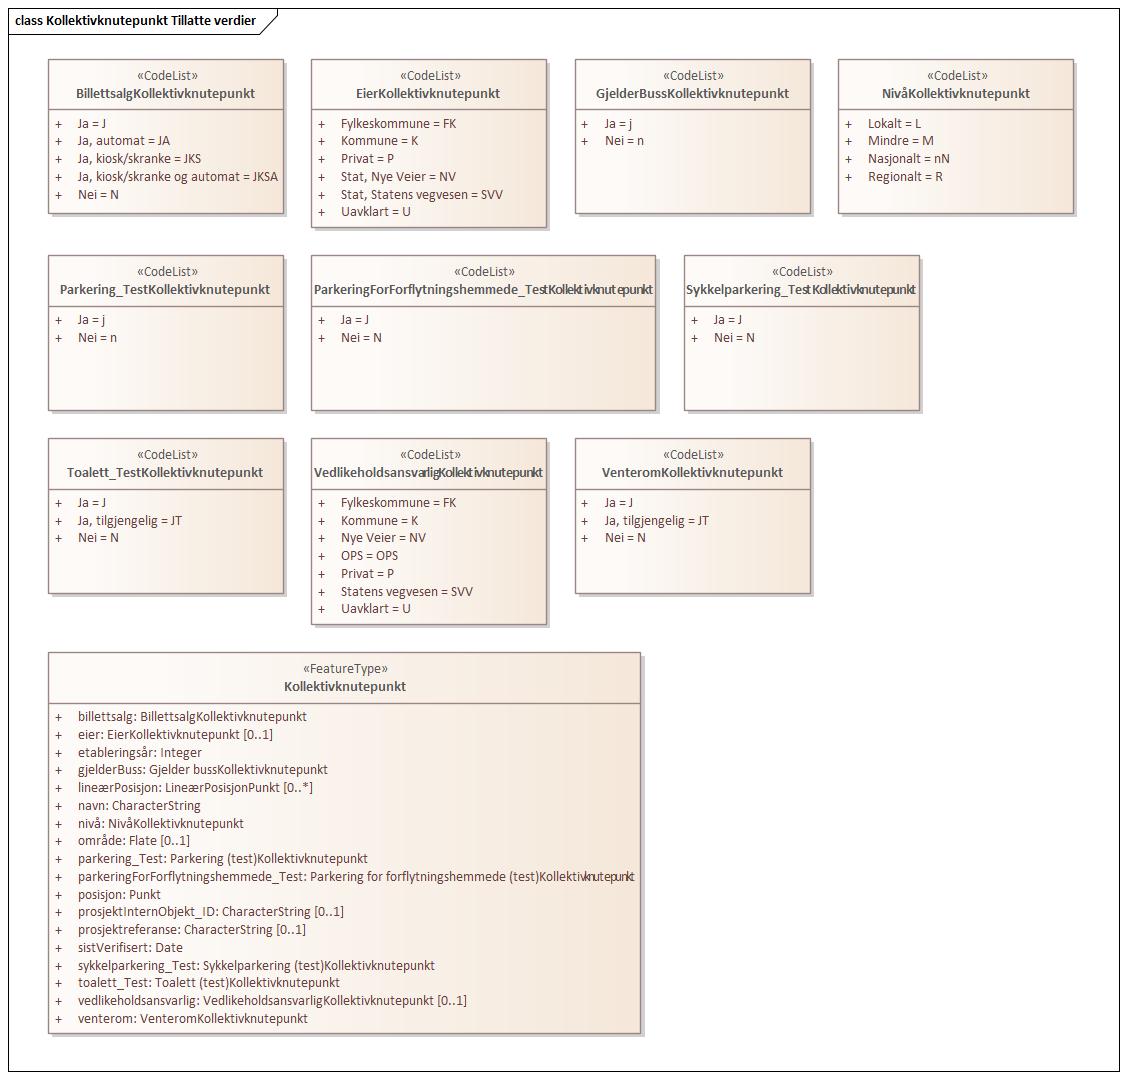 class Kollektivknutepunkt Tillatte verdier
«CodeList»
BillettsalgKollektivknutepunkt
+ Ja = J
+ Ja, automat = JA
+ Ja, kiosk/skranke = JKS
+ Ja, kiosk/skranke og automat = JKSA
+ Nei = N
«CodeList»
EierKollektivknutepunkt
+ Fylkeskommune = FK
+ Kommune = K
+ Privat = P
+ Stat, Nye Veier = NV
+ Stat, Statens vegvesen = SVV
+ Uavklart = U
«CodeList»
GjelderBussKollektivknutepunkt
+ Ja = j
+ Nei = n
«CodeList»
NivåKollektivknutepunkt
+ Lokalt = L
+ Mindre = M
+ Nasjonalt = nN
+ Regionalt = R
«CodeList»
Parkering_TestKollektivknutepunkt
+ Ja = j
+ Nei = n
«CodeList»
ParkeringForForflytningshemmede_TestKollektivknutepunkt
+ Ja = J
+ Nei = N
«CodeList»
Sykkelparkering_TestKollektivknutepunkt
+ Ja = J
+ Nei = N
«CodeList»
Toalett_TestKollektivknutepunkt
+ Ja = J
+ Ja, tilgjengelig = JT
+ Nei = N
«CodeList»
VedlikeholdsansvarligKollektivknutepunkt
+ Fylkeskommune = FK
+ Kommune = K
+ Nye Veier = NV
+ OPS = OPS
+ Privat = P
+ Statens vegvesen = SVV
+ Uavklart = U
«CodeList»
VenteromKollektivknutepunkt
+ Ja = J
+ Ja, tilgjengelig = JT
+ Nei = N
«FeatureType»
Kollektivknutepunkt
+ billettsalg: BillettsalgKollektivknutepunkt
+ eier: EierKollektivknutepunkt [0..1]
+ etableringsår: Integer
+ gjelderBuss: Gjelder bussKollektivknutepunkt
+ lineærPosisjon: LineærPosisjonPunkt [0..*]
+ navn: CharacterString
+ nivå: NivåKollektivknutepunkt
+ område: Flate [0..1]
+ parkering_Test: Parkering (test)Kollektivknutepunkt
+ parkeringForForflytningshemmede_Test: Parkering for forflytningshemmede (test)Kollektivknutepunkt
+ posisjon: Punkt
+ prosjektInternObjekt_ID: CharacterString [0..1]
+ prosjektreferanse: CharacterString [0..1]
+ sistVerifisert: Date
+ sykkelparkering_Test: Sykkelparkering (test)Kollektivknutepunkt
+ toalett_Test: Toalett (test)Kollektivknutepunkt
+ vedlikeholdsansvarlig: VedlikeholdsansvarligKollektivknutepunkt [0..1]
+ venterom: VenteromKollektivknutepunkt